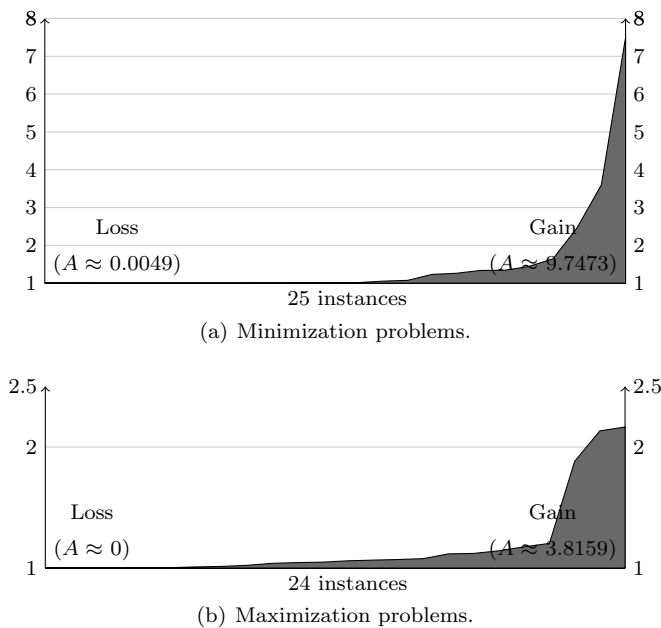 8 8
7 7
6 6
5 5
4 4
3 3
Loss Gain
2 2
(A ≈ 0.0049) (A ≈ 9.7473)
1 1
25 instances
(a) Minimization problems.
2.5 2.5
2 2
Loss Gain
(A ≈ 0) (A ≈ 3.8159)
1 1
24 instances
(b) Maximization problems.